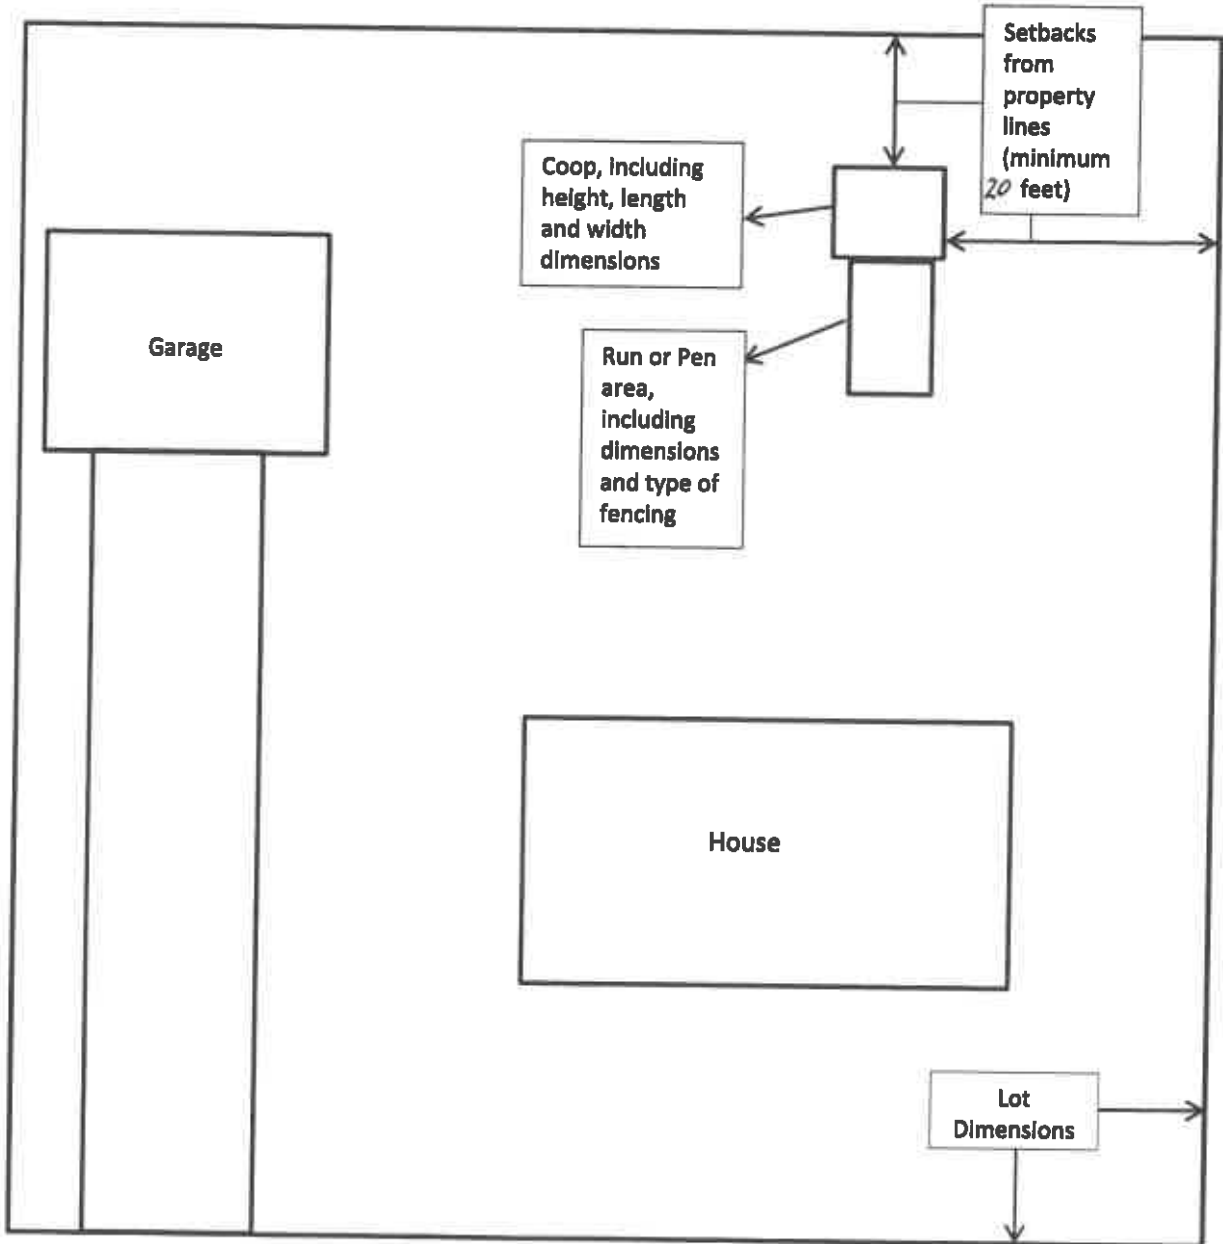 Setbacks
from
property
lines
(minimum
20 feet)
Coop, including
height, length
and width
dimensions
Garage
Run or Pen
area,
including
dimensions
and type of
fencing
House
Lot
Dimensions